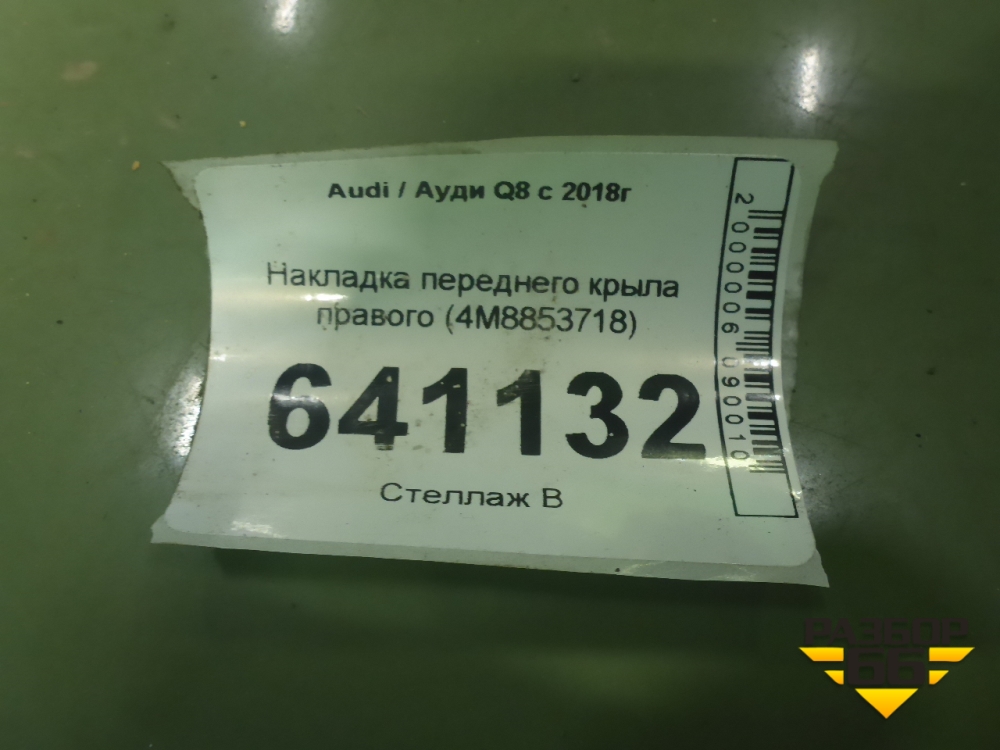 Audi / Ауди Q8 с 2018г
Накладка переднего крыла
правого (4M8853718)
641132
Стеллаж В
2000006090010
РАЗБОР
66